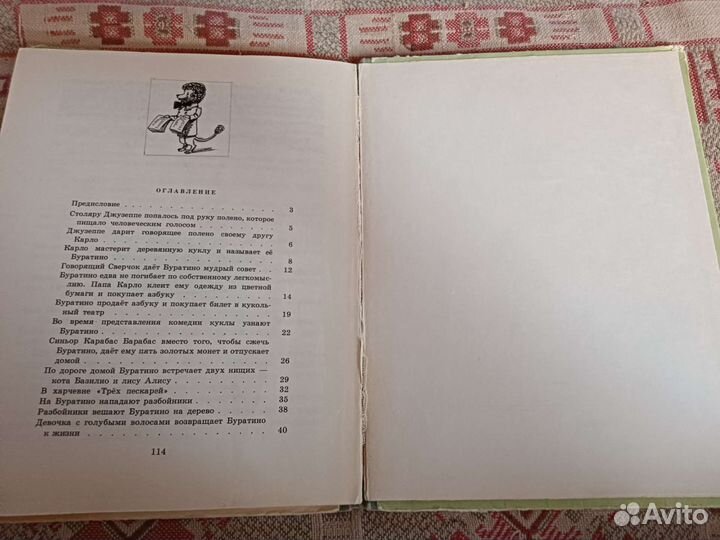 ОГЛАВЛЕНИЕ
Предисловие . . . . . . . . . . . . . . . 3
Столяру Джузеппе попалось под руку полено, которое
пищало человеческим голосом . . . . . . . . 5
Джузеппе дарит говорящее полено своему другу
Карло . . . . . . . . . . . . . . . . 6
Карло мастерит деревянную куклу и называет её
Буратино . . . . . . . . . . . . . . . 8
Говорящий Сверчок даёт Буратино мудрый совет . . . 12
Буратино едва не погибает по собственному легкомыс-
лию. Папа Карло клеит ему одежду из цветной
бумаги и покупает азбуку . . . . . . . . . 14
Буратино продаёт азбуку и покупает билет в куколь-
ный театр . . . . . . . . . . . . . . 19
Во время представления комедии куклы узнают
Буратино . . . . . . . . . . . . . . . 22
Синьор Карабас Барабас вместо того, чтобы сжечь
Буратино, даёт ему пять золотых монет и отпускает
домой . . . . . . . . . . . . . . . . 26
По дороге домой Буратино встречает двух нищих —
кота Базилио и лису Алису . . . . . . . . . 29
В харчевне «Трёх пескарей» . . . . . . . . . . 32
На Буратино нападают разбойники . . . . . . . . 35
Разбойники вешают Буратино на дерево . . . . . . 38
Девочка с голубыми волосами возвращает Буратино
к жизни . . . . . . . . . . . . . . . 40
114
Avito